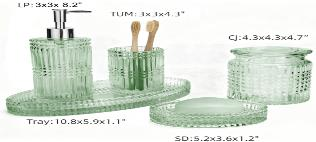 LP: 3x3x 8.2"
TUM: 3x3x4.3"
CJ:4.3x4.3x4.7"
Tray:10.8x5.9x1.1"
SD:5.2x3.6x1.2"